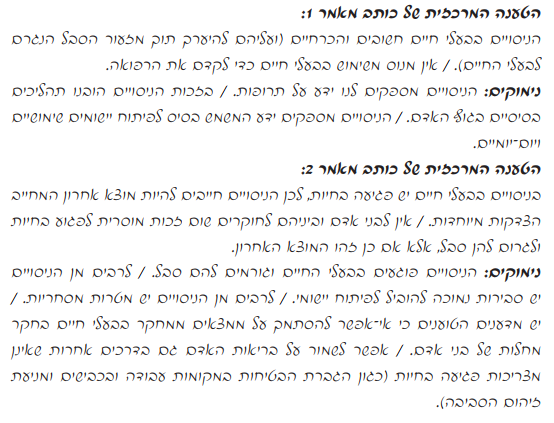 הטענה המרכזית של כותב מאמר 1:
הניסויים בבעלי חיים חשובים והכרחיים (ועליהם להיערך תוך מזעור הסבל הנגרם
לבעלי החיים). / אין מנוס משימוש בבעלי חיים כדי לקדם את הרפואה.
נימוקים: הניסויים מספקים לנו ידע על תרופות. / בזכות הניסויים הובנו תהליכים
בסיסיים בגוף האדם. / הניסויים מספקים ידע המשמש בסיס לפיתוח יישומים שימושיים
ויום־יומיים.
הטענה המרכזית של כותב מאמר 2:
בניסויים בבעלי חיים יש פגיעה בחיות, לכן הניסויים חייבים להיות מוצא אחרון המחייב
הצדקות מיוחדות. / אין לבני אדם וביניהם לחוקרים שום זכות מוסרית לפגוע בחיות
ולגרום להן סבל, אלא אם כן זהו המוצא האחרון.
נימוקים: הניסויים פוגעים בבעלי החיים וגורמים להם סבל. / לרבים מן הניסויים
יש סבירות נמוכה להוביל לפיתוח יישומי. / לרבים מן הניסויים יש מטרות מסחריות. /
יש מדענים הטוענים כי אי־אפשר להסתמך על ממצאים ממחקר בבעלי חיים בחקר
מחלות של בני אדם. / אפשר לשמור על בריאות האדם גם בדרכים אחרות שאינן
מצריכות פגיעה בחיות (כגון הגברת הבטיחות במקומות עבודה ובכבישים ומניעת
זיהום הסביבה).